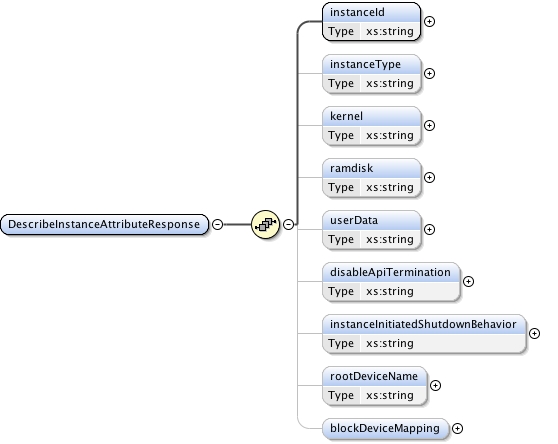 instanceId
Type xs:string
instanceType
Type xs:string
kernel
Type xs:string
ramdisk
Type xs:string
DescribeInstanceAttributeResponse
userData
Type xs:string
disableApiTermination
Type xs:string
instanceInitiatedShutdownBehavior
Type xs:string
rootDeviceName
Type xs:string
blockDeviceMapping